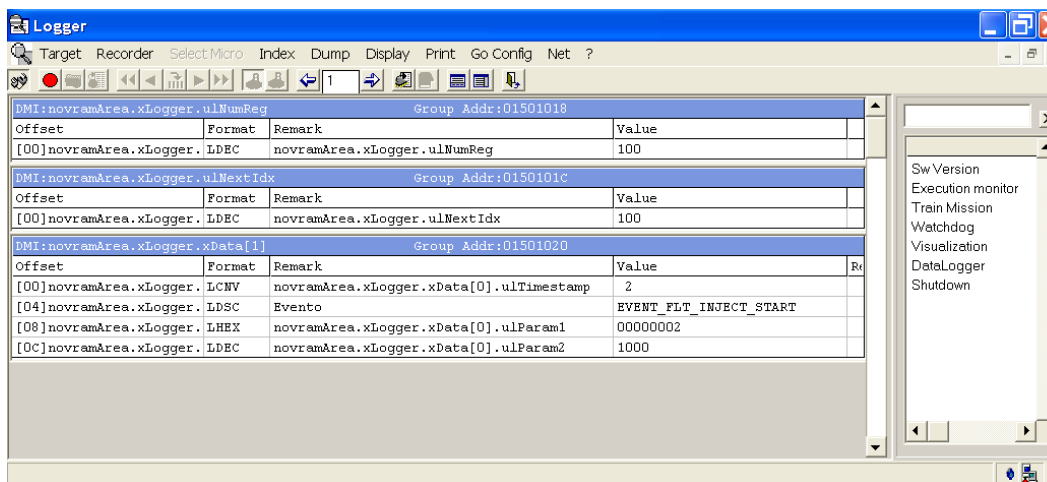 Logger
Target Recorder Select Micro Index Dump Display Print Go Config Net ?
1
DMI:novramArea.xLogger.ulNumReg Group Addr:01501018
Offset Format Remark Value
[00]novramArea.xLogger. LDEC novramArea.xLogger.ulNumReg 100
DMI:novramArea.xLogger.ulNextIdx Group Addr:0150101C
Offset Format Remark Value
[00]novramArea.xLogger. LDEC novramArea.xLogger.ulNextIdx 100
DMI:novramArea.xLogger.xData[1] Group Addr:01501020
Offset Format Remark Value
[00]novramArea.xLogger. LCNV novramArea.xLogger.xData[0].ulTimestamp 2
[04]novramArea.xLogger. LDSC Evento EVENT_FLT_INJECT_START
[08]novramArea.xLogger. LHEX novramArea.xLogger.xData[0].ulParam1 00000002
[0C]novramArea.xLogger. LDEC novramArea.xLogger.xData[0].ulParam2 1000
Sw Version
Execution monitor
Train Mission
Watchdog
Visualization
DataLogger
Shutdown